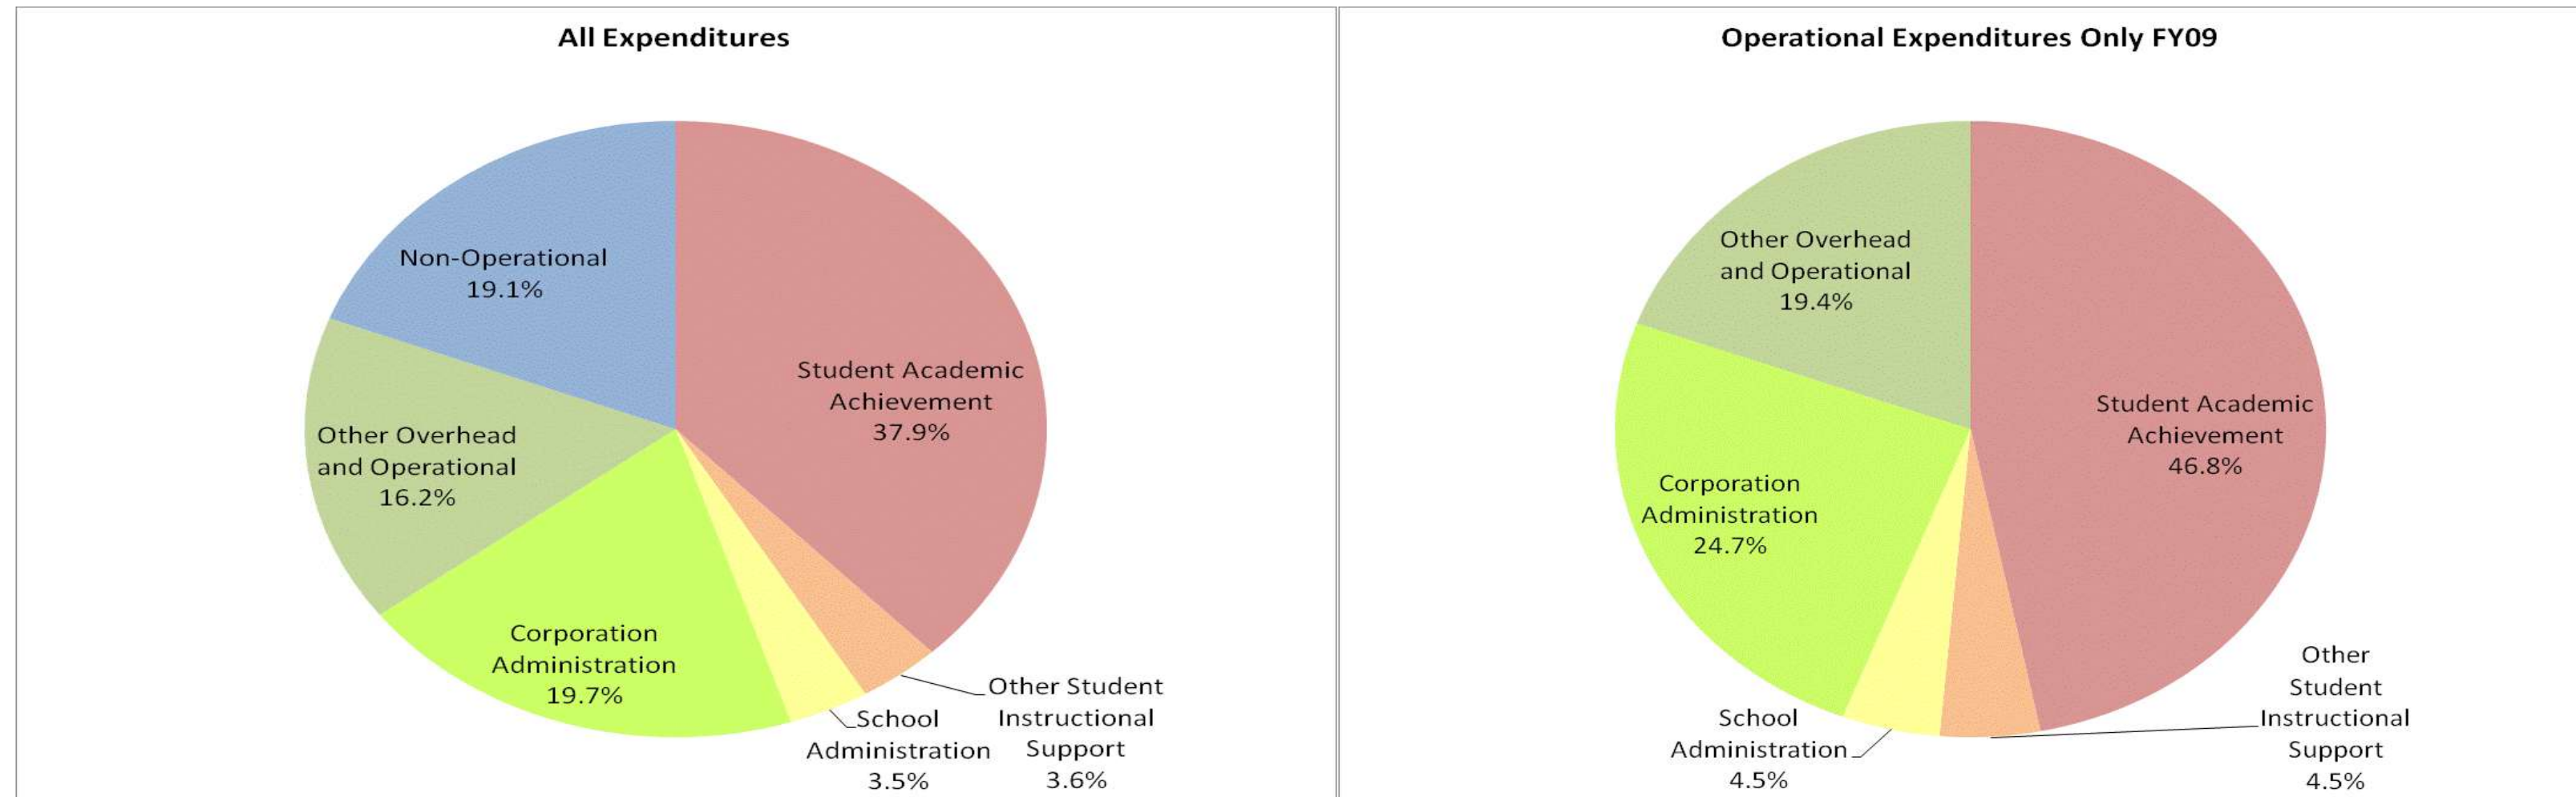 All Expenditures
Non-Operational
19.1%
Student Academic
Achievement
37.9%
Other Overhead
and Operational
16.2%
Corporation
Administration
19.7%
School
Administration
3.5%
Other Student
Instructional
Support
3.6%
Operational Expenditures Only FY09
Other Overhead
and Operational
19.4%
Student Academic
Achievement
46.8%
Corporation
Administration
24.7%
School
Administration
4.5%
Other
Student
Instructional
Support
4.5%